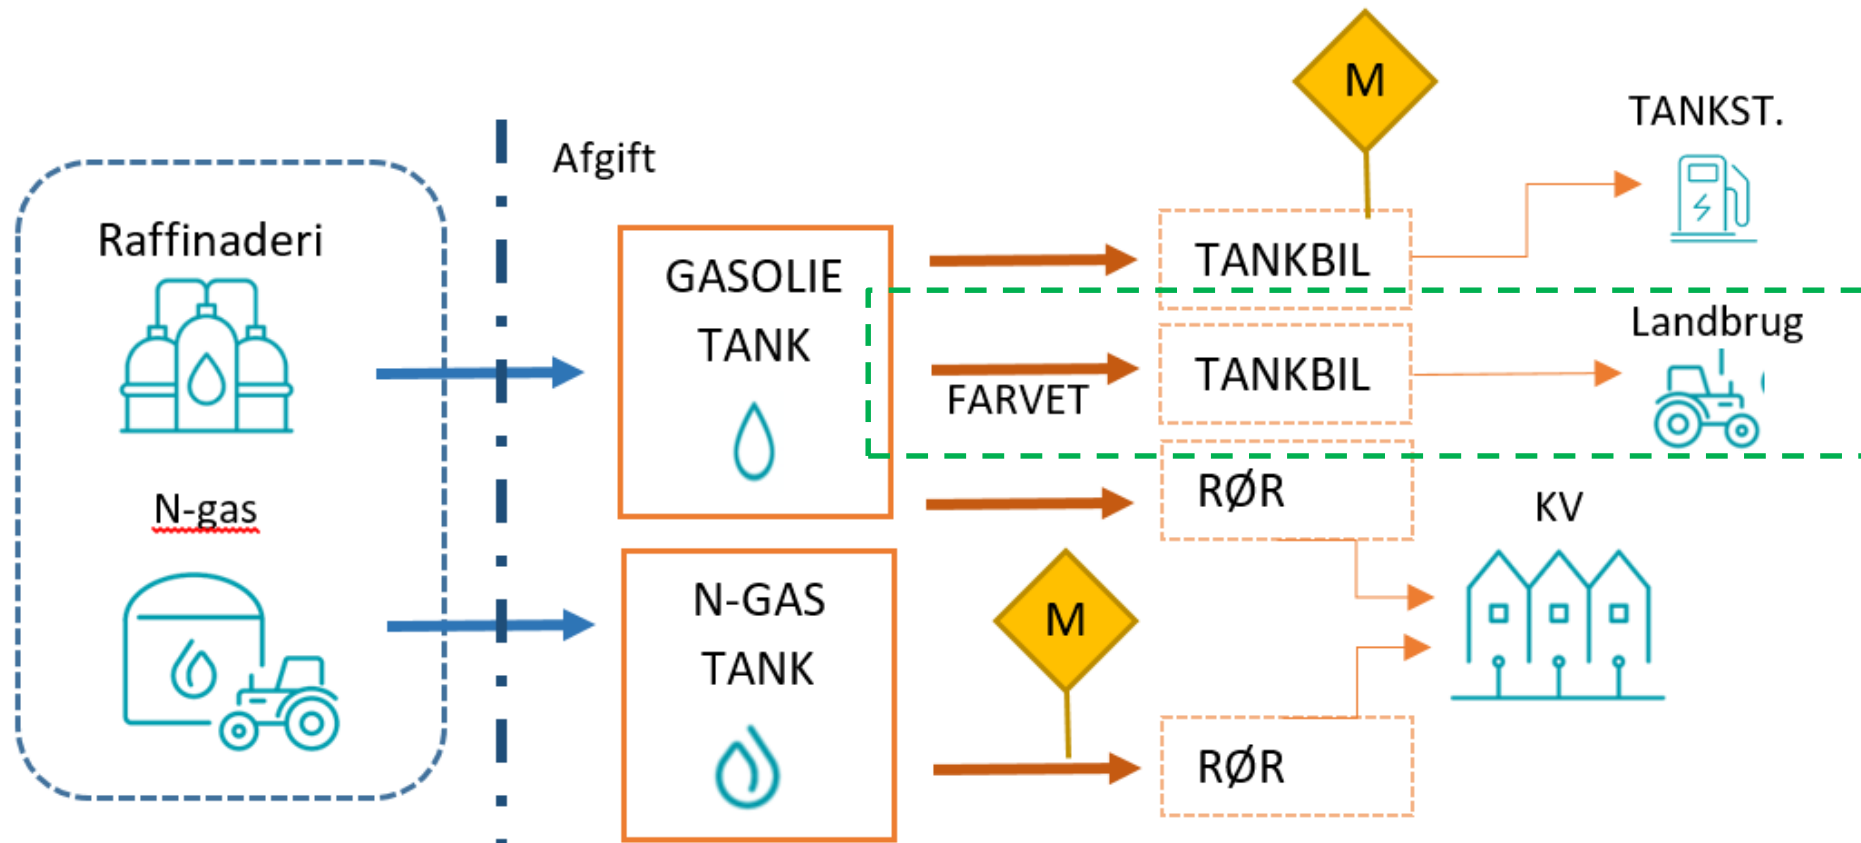 Raffinaderi
N-gas
Afgift
GASOLIE
TANK
N-GAS
TANK
M
TANKBIL
TANKST.
FARVET
TANKBIL
Landbrug
RØR
KV
M
RØR